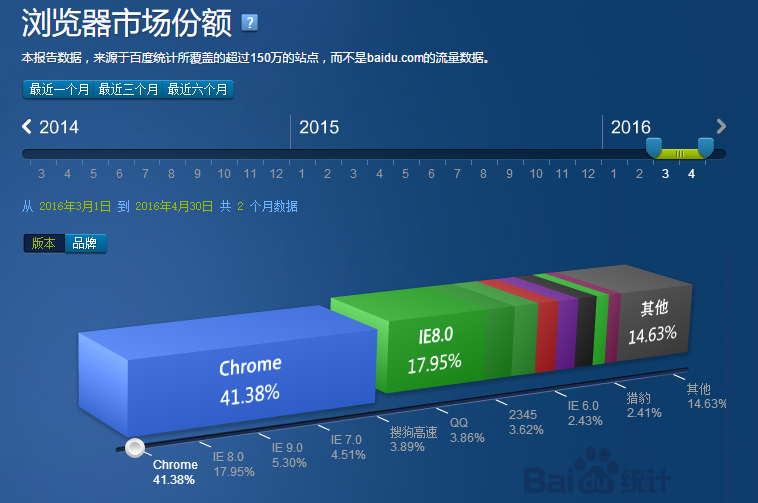 浏览器市场份额 ?
本报告数据，来源于百度统计所覆盖的超过150万的站点，而不是baidu.com的流量数据。
最近一个月 最近三个月 最近六个月
2014 2015 2016
3 4 5 6 7 8 9 10 11 12 1 2 3 4 5 6 7 8 9 10 11 12 1 2 3 4
从 2016年3月1日 到 2016年4月30日 共 2 个月数据
版本 品牌
Chrome
41.38%
IE8.0
17.95%
其他
14.63%
Chrome
41.38%
IE 8.0
17.95%
IE 9.0
5.30%
IE 7.0
4.51%
搜狗高速
3.89%
QQ
3.86%
2345
3.62%
IE 6.0
2.43%
猎豹
2.41%
其他
14.63%
Bai du 统计